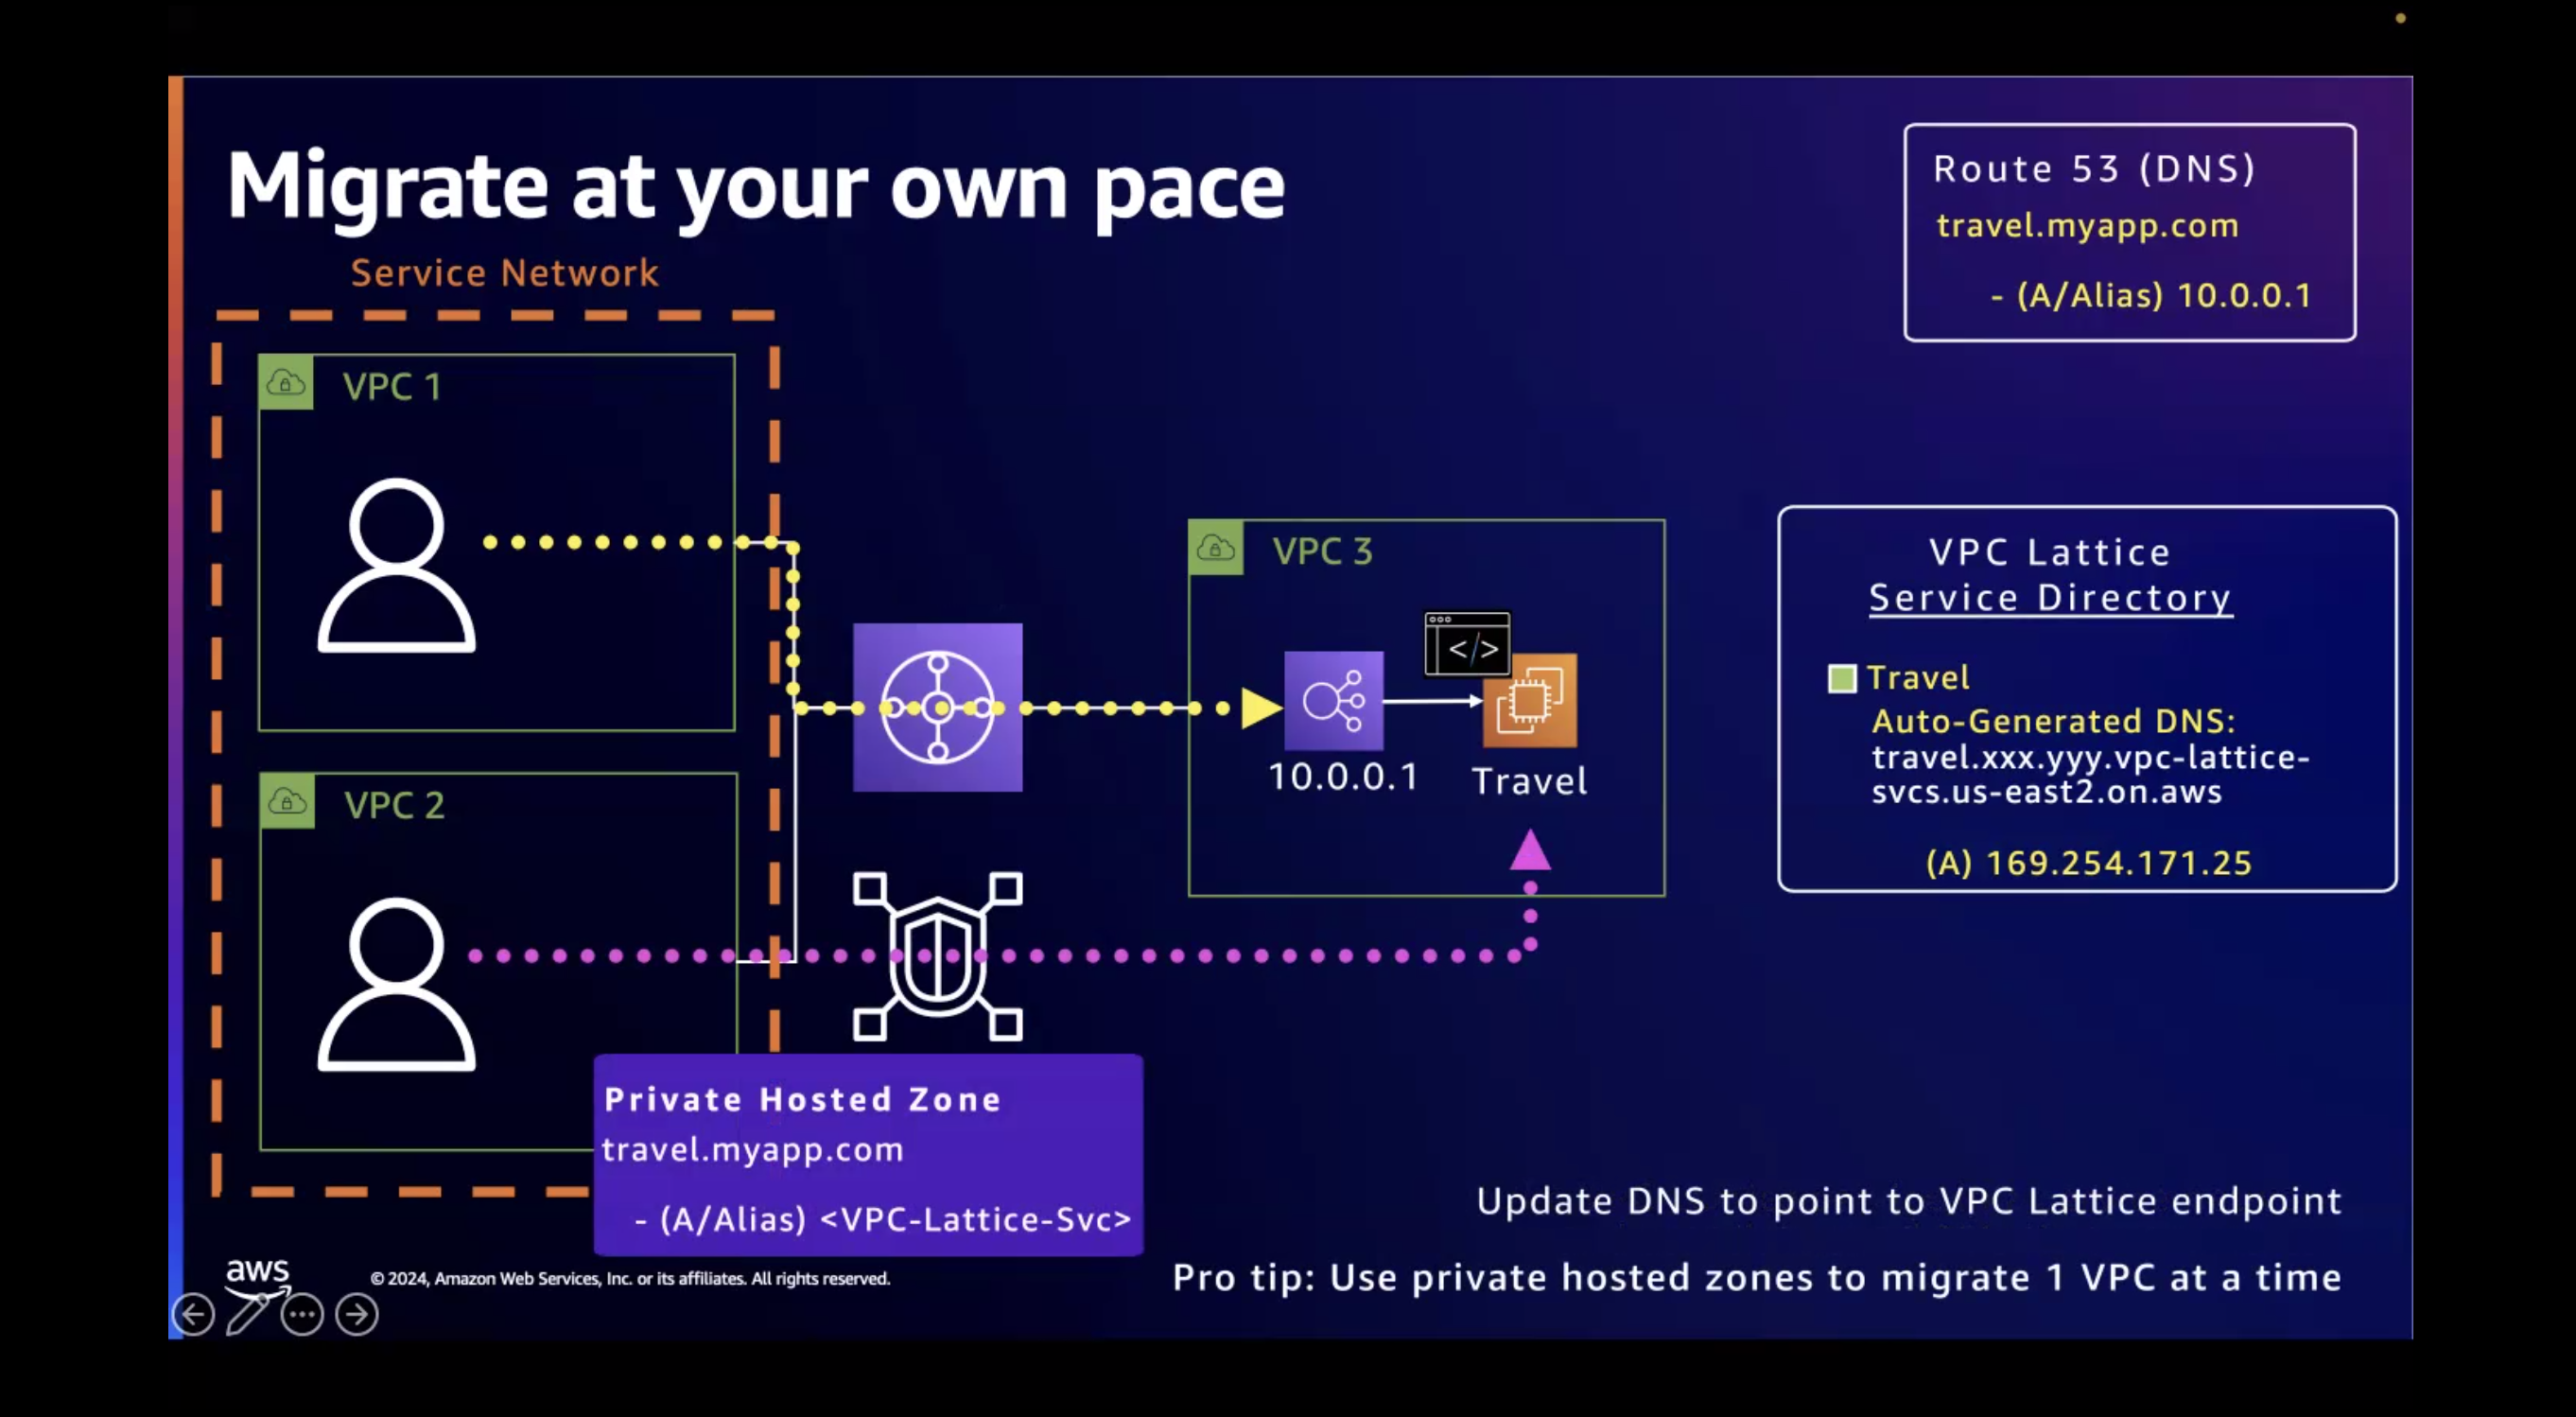 Migrate at your own pace
Route 53 (DNS)
travel.myapp.com
- (A/Alias) 10.0.0.1
Service Network
VPC 1
VPC 2
VPC 3
</>
10.0.0.1
Travel
VPC Lattice
Service Directory
Travel
Auto-Generated DNS:
travel.xxx.yyy.vpc-lattice-
svcs.us-east2.on.aws
(A) 169.254.171.25
Private Hosted Zone
travel.myapp.com
- (A/Alias) <VPC-Lattice-Svc>
Update DNS to point to VPC Lattice endpoint
Pro tip: Use private hosted zones to migrate 1 VPC at a time
aws
© 2024, Amazon Web Services, Inc. or its affiliates. All rights reserved.